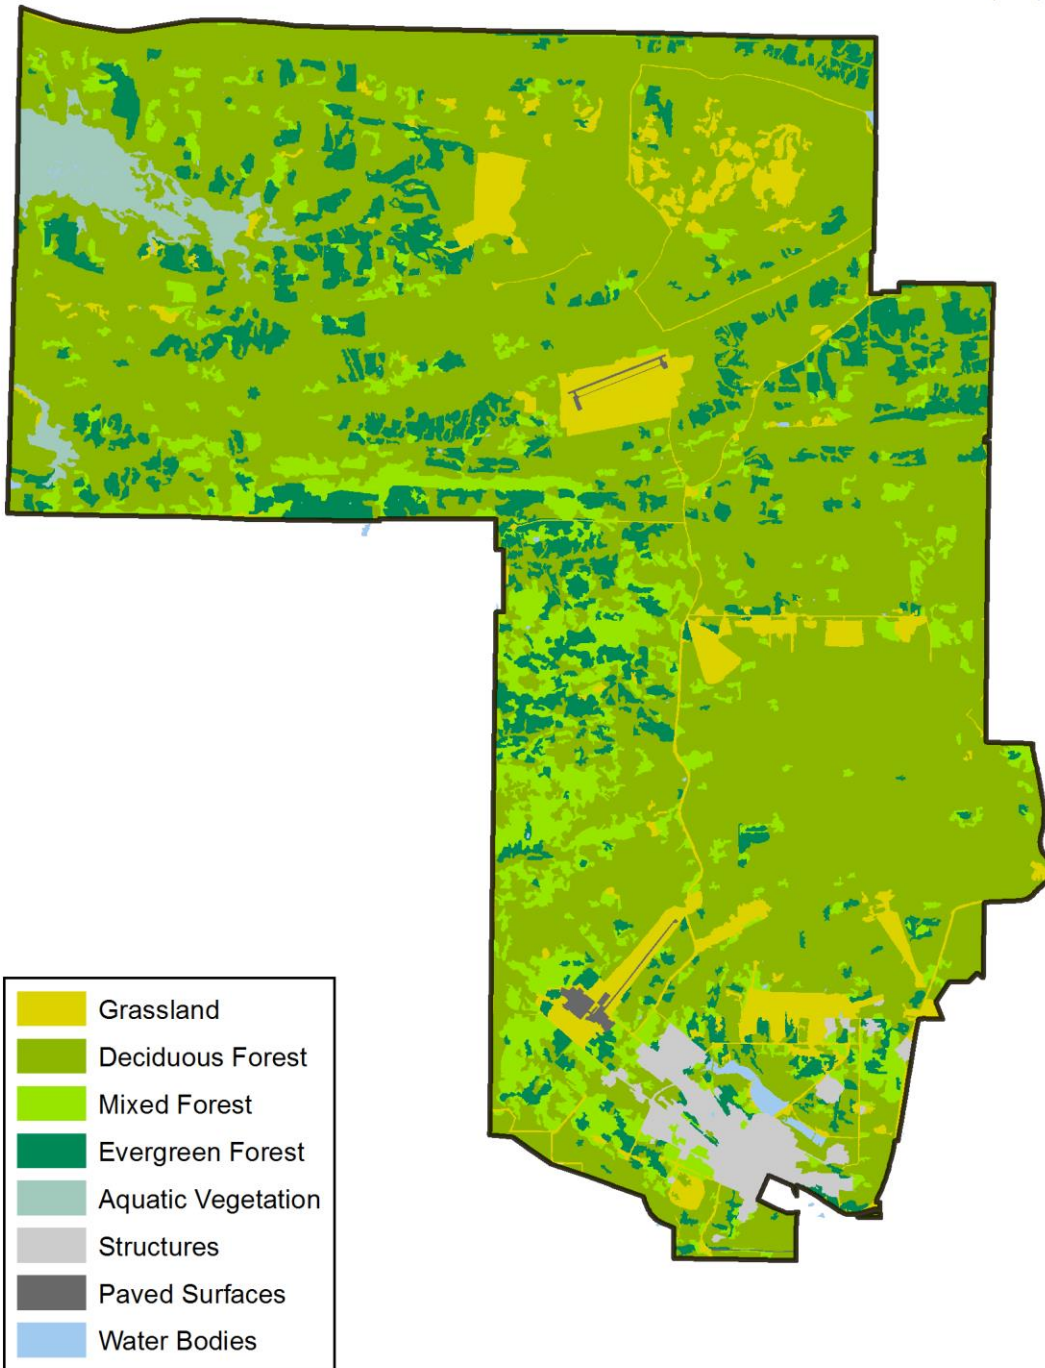 Grassland
Deciduous Forest
Mixed Forest
Evergreen Forest
Aquatic Vegetation
Structures
Paved Surfaces
Water Bodies